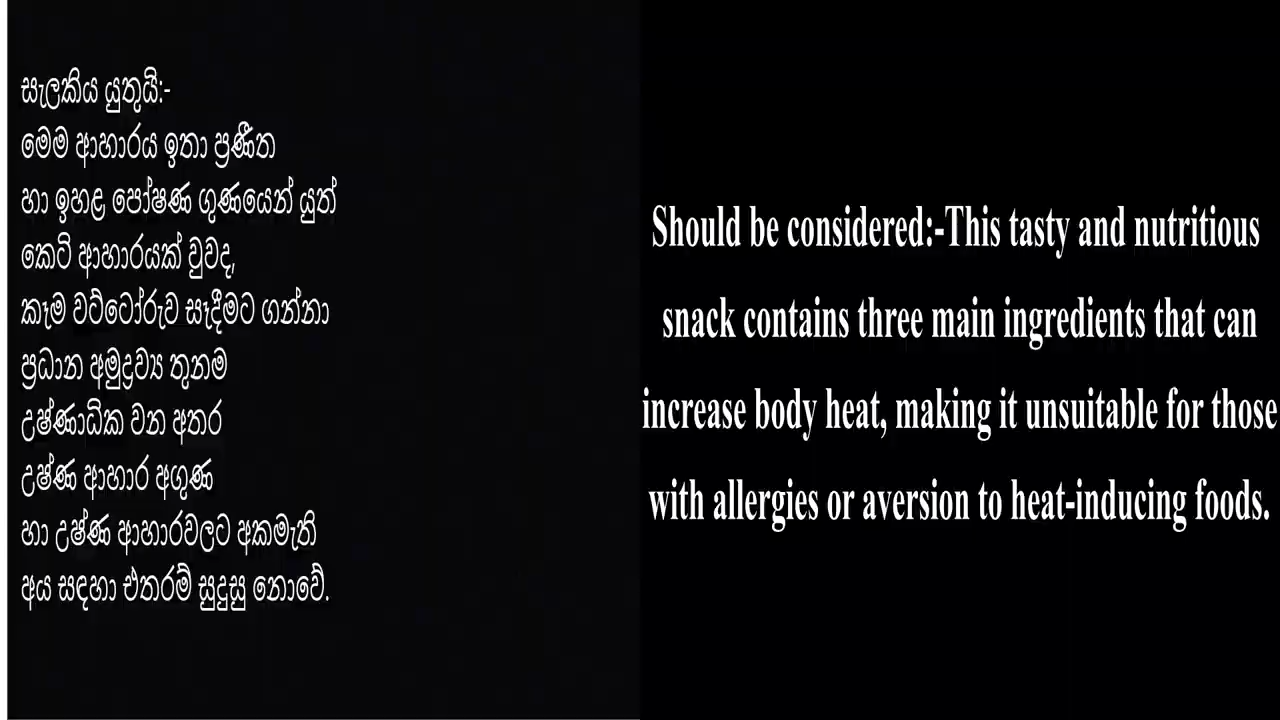 සැලකිය යුතුයි:-
මෙම ආහාරය ඉතා ප්‍රණීත
හා ඉහළ පෝෂණ ගුණයෙන් යුත්
කෙටි ආහාරයක් වුවද,
කෑම වට්ටෝරුව සෑදීමට ගන්නා
ප්‍රධාන අමුද්‍රව්‍ය තුනම
උෂ්ණාධික වන අතර
උෂ්ණ ආහාර අගුණ
හා උෂ්ණ ආහාරවලට අකමැති
අය සඳහා එතරම් සුදුසු නොවේ.
Should be considered:-This tasty and nutritious
snack contains three main ingredients that can
increase body heat, making it unsuitable for those
with allergies or aversion to heat-inducing foods.